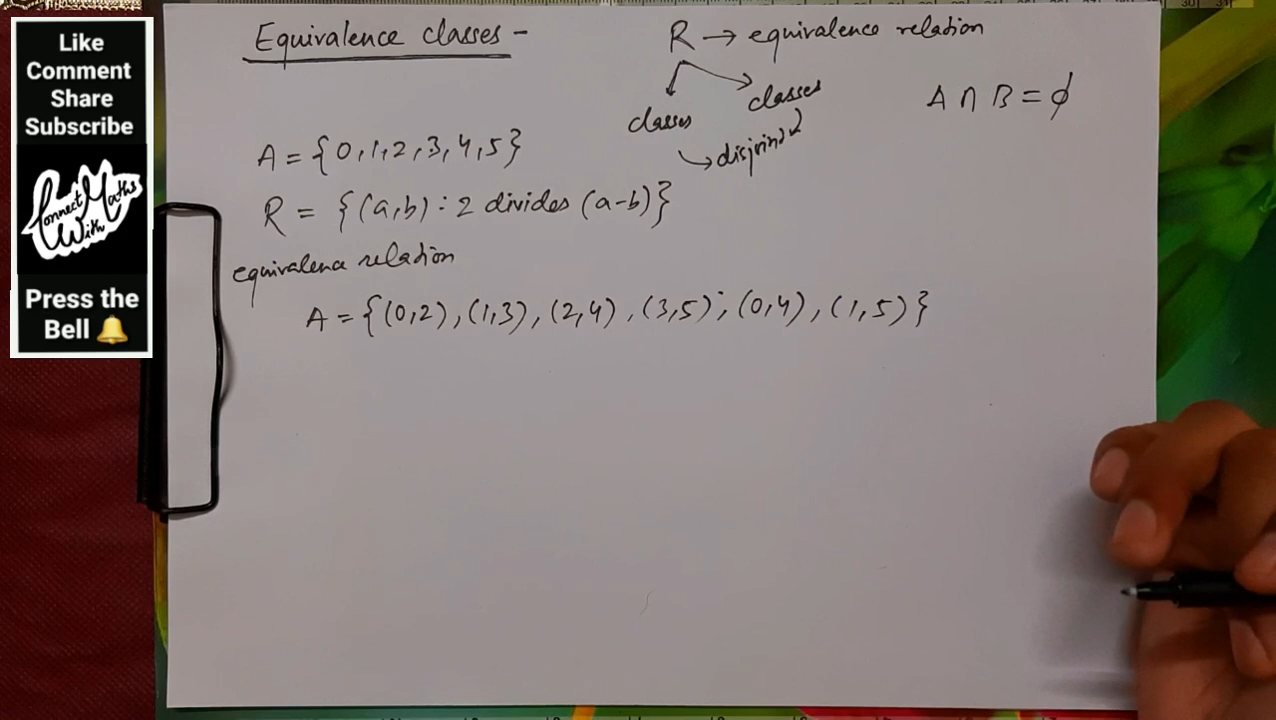 Like
Comment
Share
Subscribe
Connect With Maths
Press the
Bell 🔔
Equivalence classes -
R → equivalence relation
classes
classes
disjoint
A ∩ B = ϕ
A = {0,1,2,3,4,5}
R = {(a,b) : 2 divides (a-b)}
equivalence relation
A = {(0,2),(1,3),(2,4),(3,5),(0,4),(1,5)}